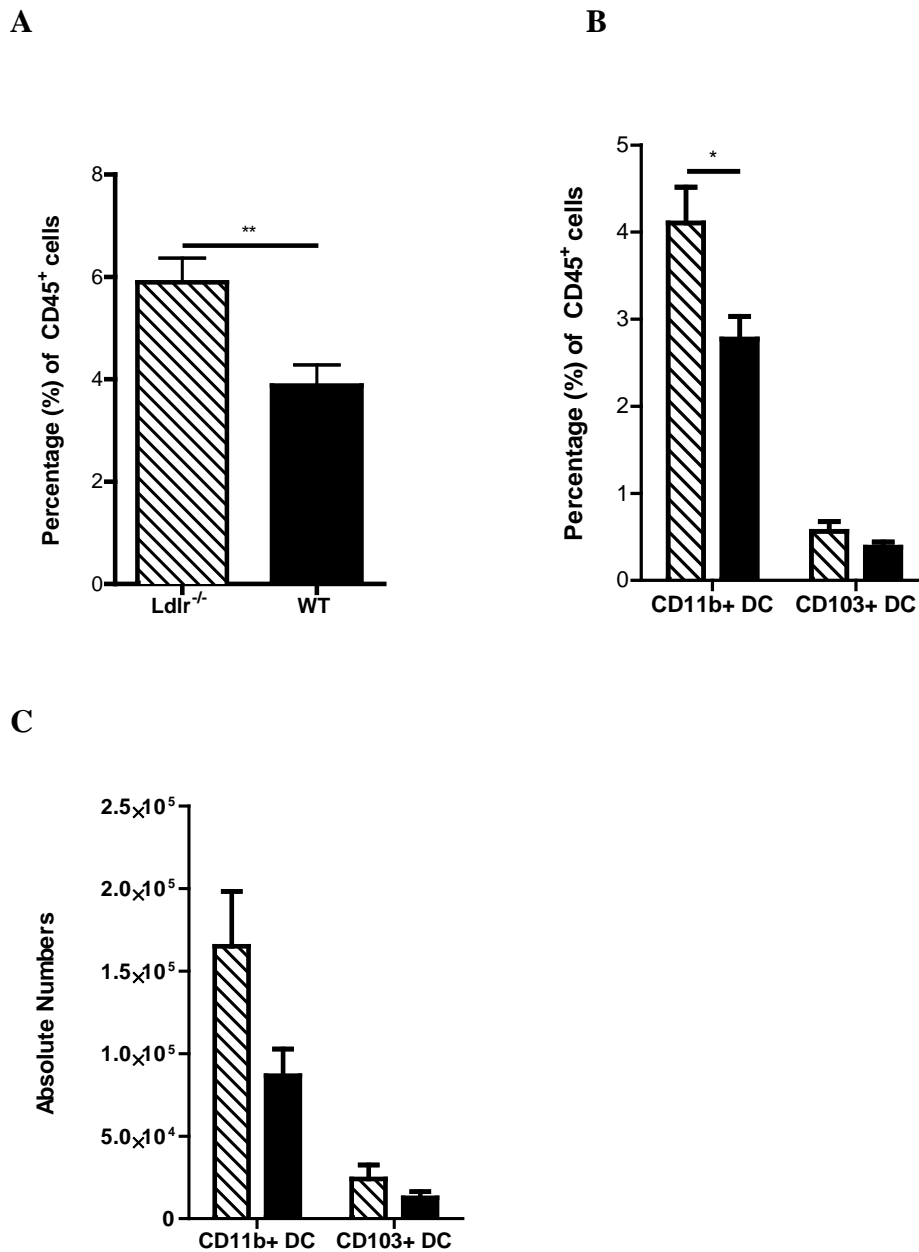 A
B
Percentage (%) of CD45⁺ cells
8
6
4
2
0
**
Ldlr⁻/⁻
WT
Percentage (%) of CD45⁺ cells
5
4
3
2
1
0
*
CD11b+ DC
CD103+ DC
C
Absolute Numbers
2.5×10⁵
2.0×10⁵
1.5×10⁵
1.0×10⁵
5.0×10⁴
0
CD11b+ DC
CD103+ DC